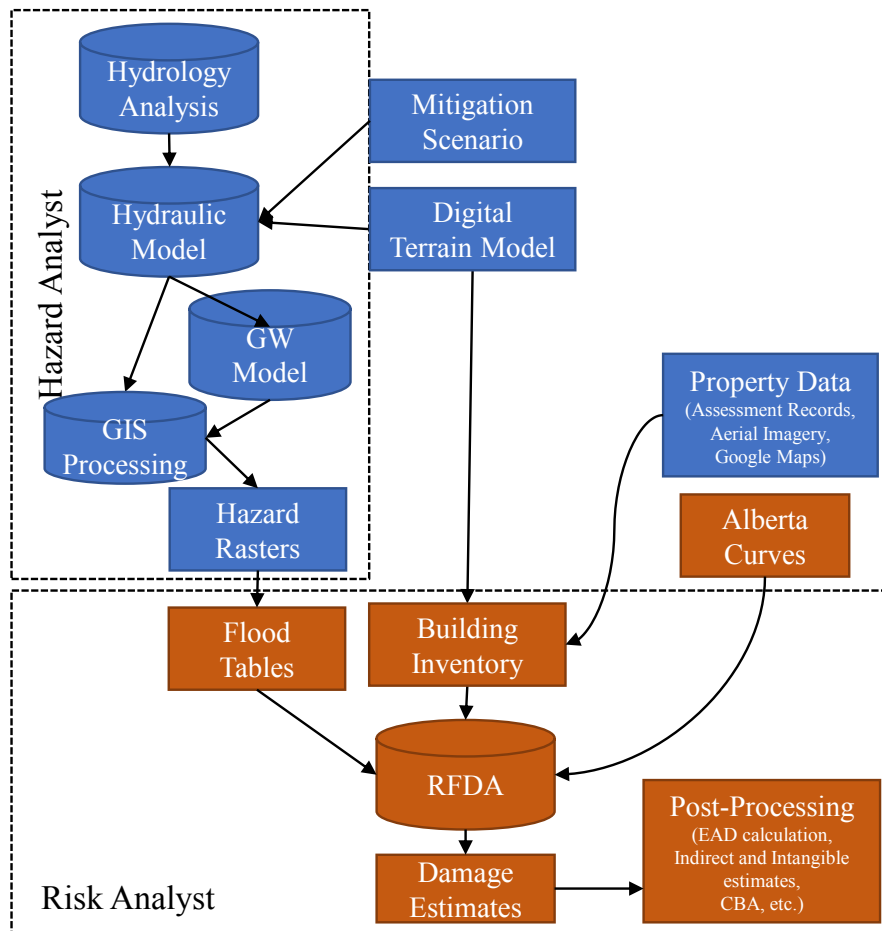 Hydrology
Analysis
Mitigation
Scenario
Hazard Analyst
Hydraulic
Model
Digital
Terrain Model
GW
Model
Property Data
(Assessment Records,
Aerial Imagery,
Google Maps)
GIS
Processing
Hazard
Rasters
Alberta
Curves
Flood
Tables
Building
Inventory
RFDA
Post-Processing
(EAD calculation,
Indirect and Intangible
estimates,
CBA, etc.)
Damage
Estimates
Risk Analyst